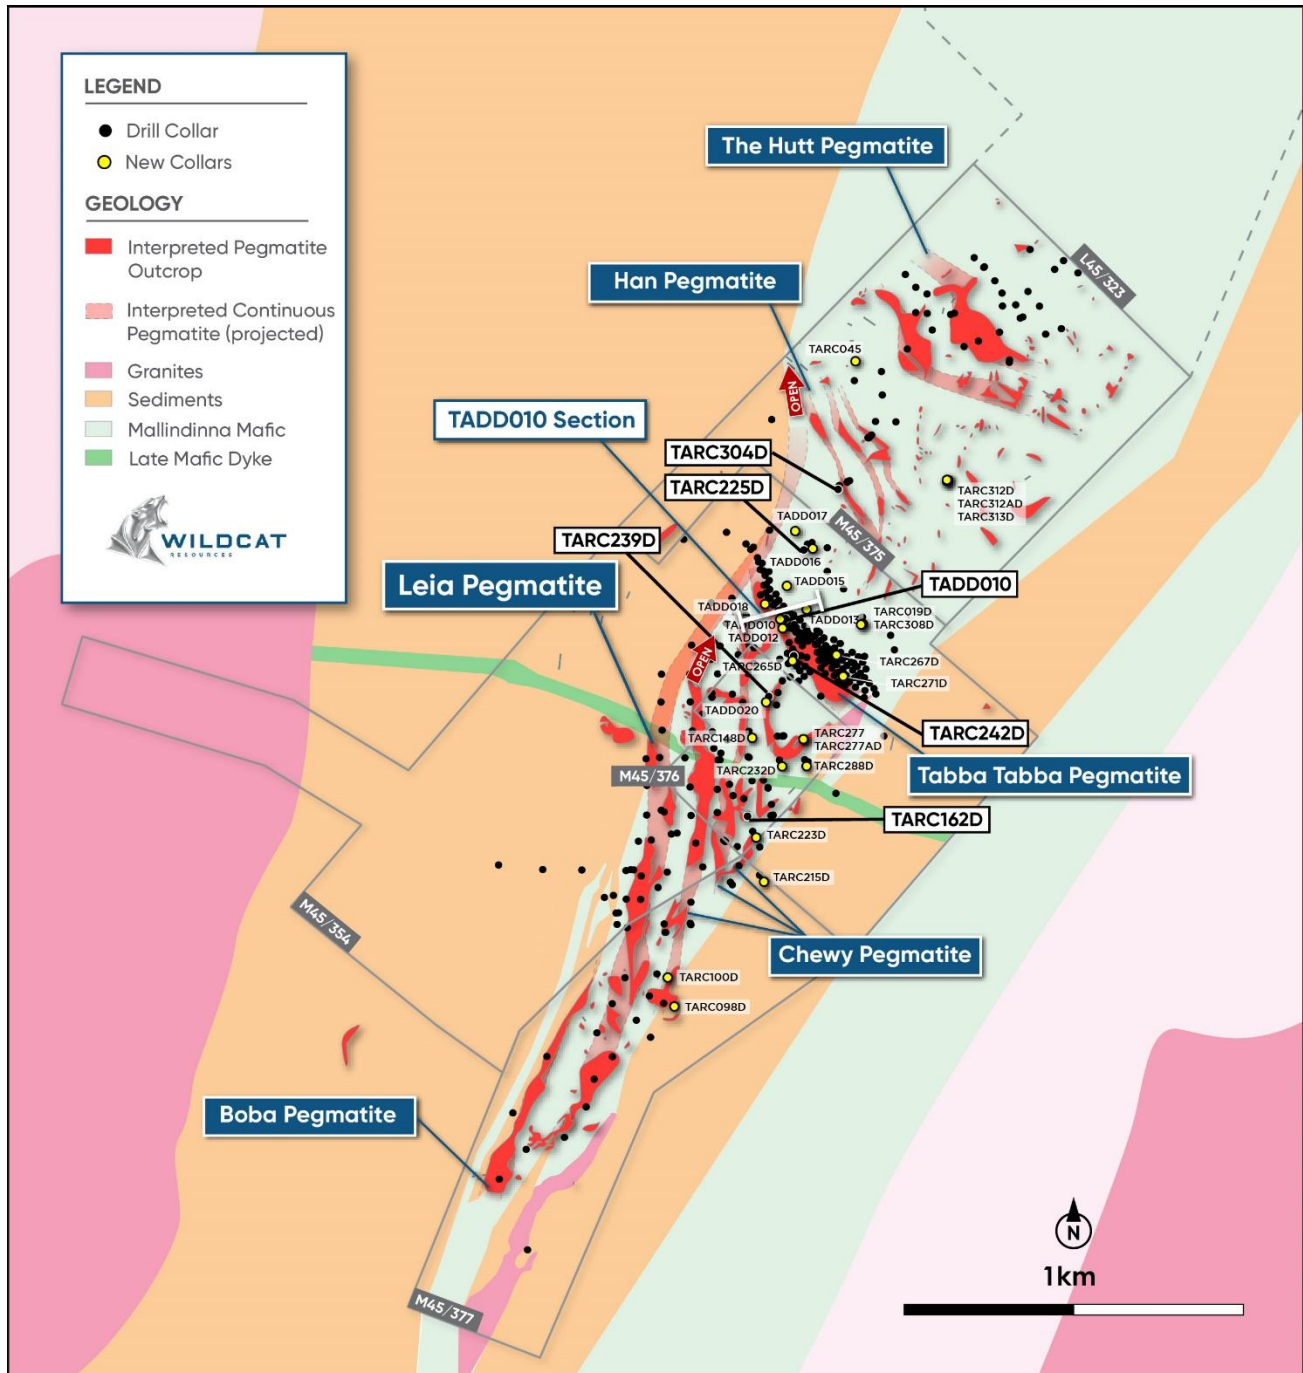 LEGEND
Drill Collar
New Collars
GEOLOGY
Interpreted Pegmatite
Outcrop
Interpreted Continuous
Pegmatite (projected)
Granites
Sediments
Mallindinna Mafic
Late Mafic Dyke
WILDCAT
RESOURCES
The Hutt Pegmatite
L45/323
Han Pegmatite
TARC045
OPEN
TADD010 Section
TARC304D
TARC225D
TARC312D
TARC312AD
TARC313D
TADD017
M45/375
TARC239D
TADD016
Leia Pegmatite
TADD015
TADD010
TADD018
TADD013
TARC019D
TARC308D
TADD010
TADD012
OPEN
TARC265D
TARC267D
TARC271D
TADD020
TARC242D
TARC148D
TARC277
TARC277AD
M45/376
TARC232D
TARC288D
Tabba Tabba Pegmatite
TARC162D
TARC223D
TARC215D
M45/354
Chewy Pegmatite
TARC100D
TARC098D
Boba Pegmatite
N
1km
M45/377